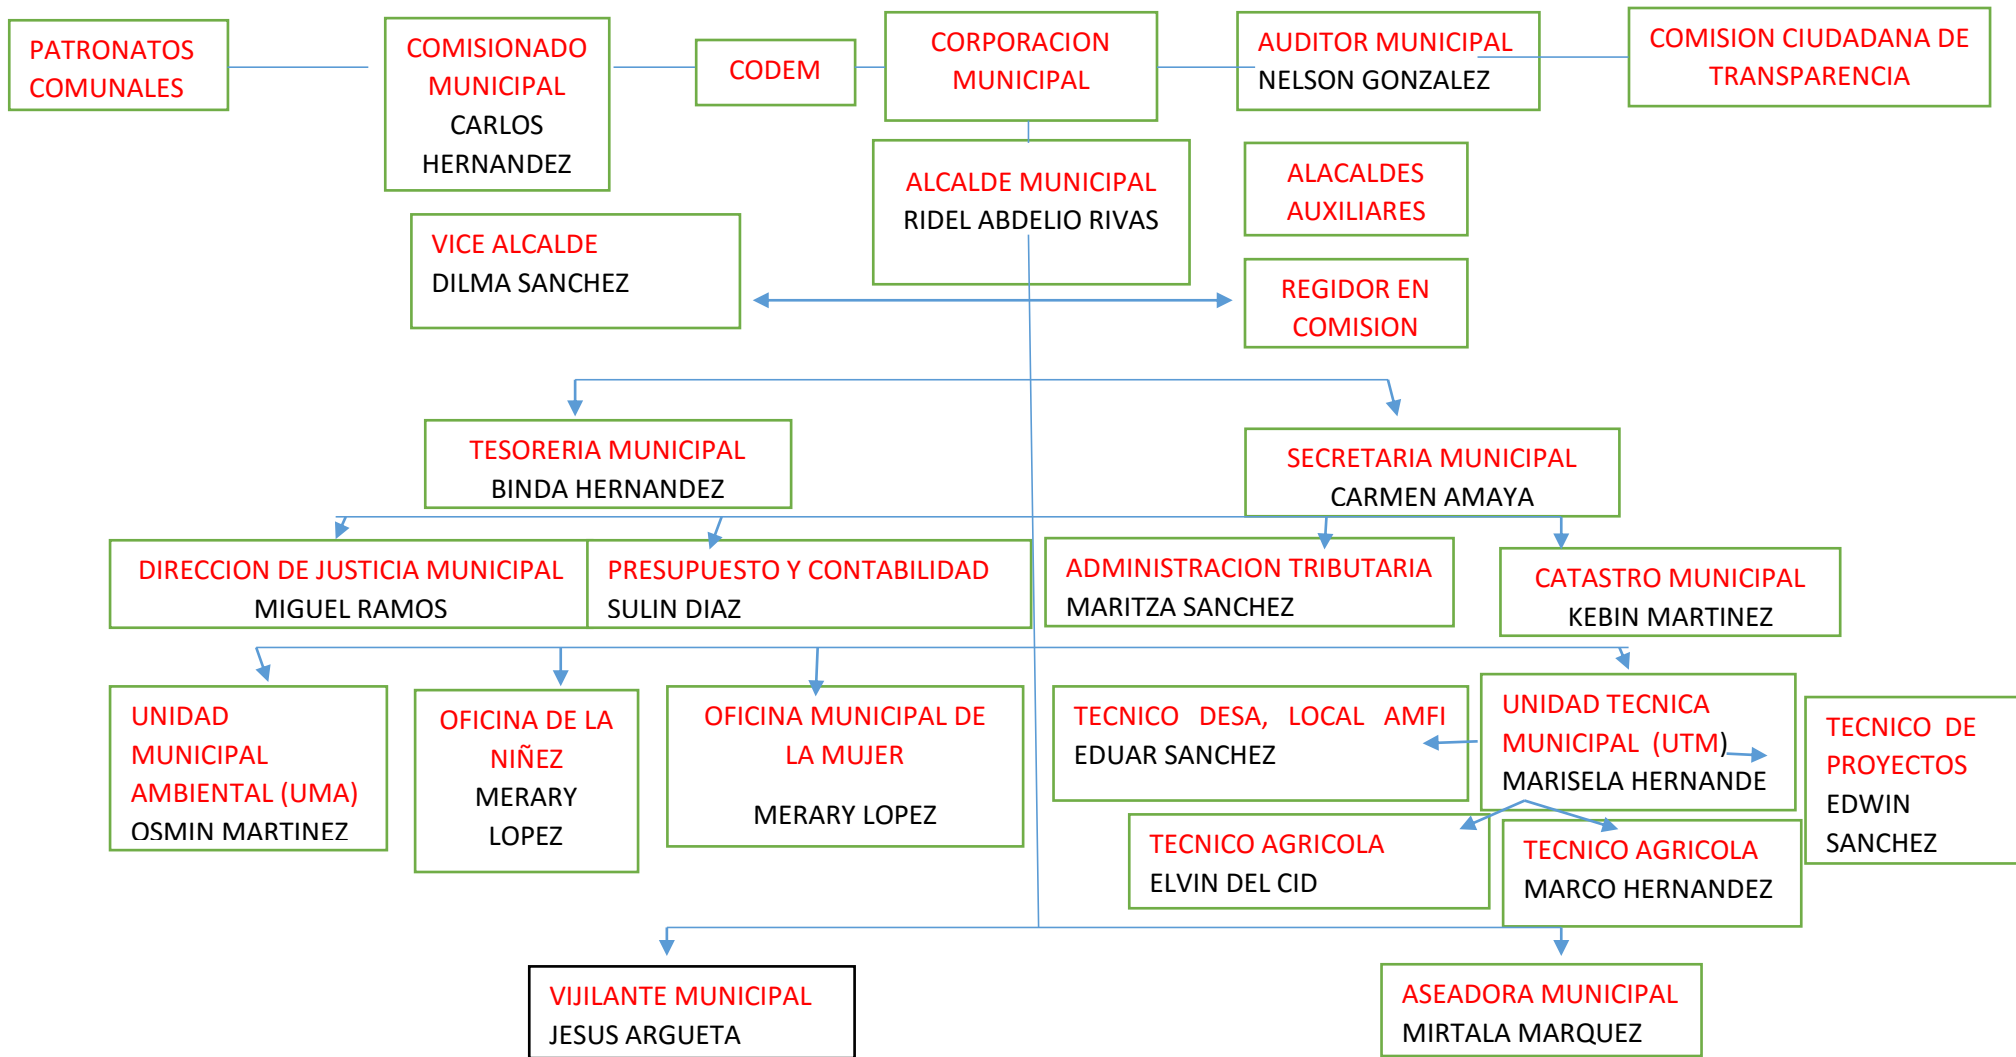 PATRONATOS
COMUNALES
COMISIONADO
MUNICIPAL
CARLOS
HERNANDEZ
CODEM
CORPORACION
MUNICIPAL
AUDITOR MUNICIPAL
NELSON GONZALEZ
COMISION CIUDADANA DE
TRANSPARENCIA
ALCALDE MUNICIPAL
RIDEL ABDELIO RIVAS
ALACALDES
AUXILIARES
VICE ALCALDE
DILMA SANCHEZ
REGIDOR EN
COMISION
TESORERIA MUNICIPAL
BINDA HERNANDEZ
SECRETARIA MUNICIPAL
CARMEN AMAYA
DIRECCION DE JUSTICIA MUNICIPAL
MIGUEL RAMOS
PRESUPUESTO Y CONTABILIDAD
SULIN DIAZ
ADMINISTRACION TRIBUTARIA
MARITZA SANCHEZ
CATASTRO MUNICIPAL
KEBIN MARTINEZ
UNIDAD
MUNICIPAL
AMBIENTAL (UMA)
OSMIN MARTINEZ
OFICINA DE LA
NIÑEZ
MERARY
LOPEZ
OFICINA MUNICIPAL DE
LA MUJER
MERARY LOPEZ
TECNICO DESA, LOCAL AMFI
EDUAR SANCHEZ
UNIDAD TECNICA
MUNICIPAL (UTM)
MARISELA HERNANDE
TECNICO DE
PROYECTOS
EDWIN
SANCHEZ
TECNICO AGRICOLA
ELVIN DEL CID
TECNICO AGRICOLA
MARCO HERNANDEZ
VIJILANTE MUNICIPAL
JESUS ARGUETA
ASEADORA MUNICIPAL
MIRTALA MARQUEZ